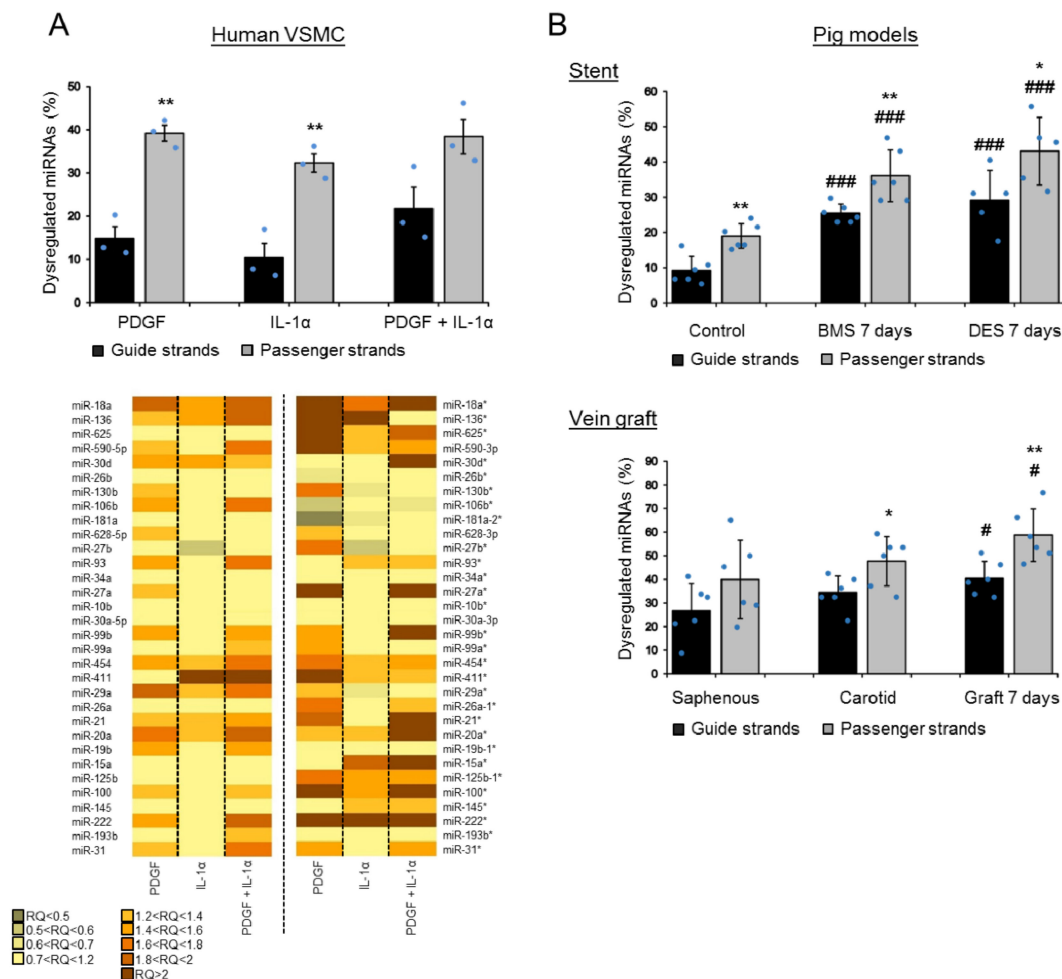 A
Human VSMC
Dysregulated miRNAs (%)
50
40
30
20
10
0
**
**
PDGF
IL-1α
PDGF + IL-1α
Guide strands
Passenger strands
miR-18a
miR-136
miR-625
miR-590-5p
miR-30d
miR-26b
miR-130b
miR-106b
miR-181a
miR-628-5p
miR-27b
miR-93
miR-34a
miR-27a
miR-10b
miR-30a-5p
miR-99b
miR-99a
miR-454
miR-411
miR-29a
miR-26a
miR-21
miR-20a
miR-19b
miR-15a
miR-125b
miR-100
miR-145
miR-222
miR-193b
miR-31
miR-18a*
miR-136*
miR-625*
miR-590-3p
miR-30d*
miR-26b*
miR-130b*
miR-106b*
miR-181a-2*
miR-628-3p
miR-27b*
miR-93*
miR-34a*
miR-27a*
miR-10b*
miR-30a-3p
miR-99b*
miR-99a*
miR-454*
miR-411*
miR-29a*
miR-26a-1*
miR-21*
miR-20a*
miR-19b-1*
miR-15a*
miR-125b-1*
miR-100*
miR-145*
miR-222*
miR-193b*
miR-31*
PDGF
IL-1α
PDGF + IL-1α
PDGF
IL-1α
PDGF + IL-1α
RQ<0.5
0.5<RQ<0.6
0.6<RQ<0.7
0.7<RQ<1.2
1.2<RQ<1.4
1.4<RQ<1.6
1.6<RQ<1.8
1.8<RQ<2
RQ>2
B
Pig models
Stent
Dysregulated miRNAs (%)
60
50
40
30
20
10
0
**
###
**
###
###
*
###
Control
BMS 7 days
DES 7 days
Guide strands
Passenger strands
Vein graft
Dysregulated miRNAs (%)
80
70
60
50
40
30
20
10
0
*
#
**
#
Saphenous
Carotid
Graft 7 days
Guide strands
Passenger strands